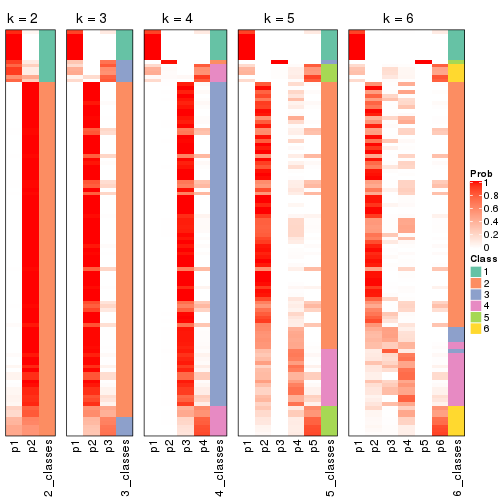 k = 2
k = 3
k = 4
k = 5
k = 6
p1
p2
2_classes
p1
p2
p3
3_classes
p1
p2
p3
p4
4_classes
p1
p2
p3
p4
p5
5_classes
p1
p2
p3
p4
p5
p6
6_classes
Prob
1
0.8
0.6
0.4
0.2
0
Class
1
2
3
4
5
6